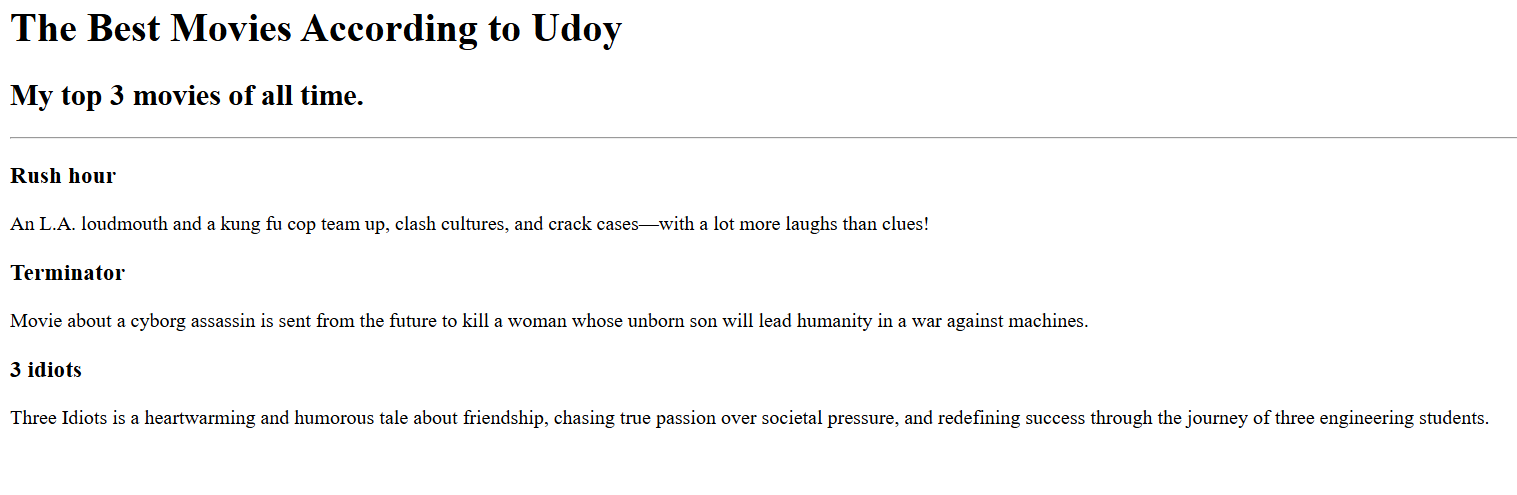 The Best Movies According to Udoy
My top 3 movies of all time.
Rush hour
An L.A. loudmouth and a kung fu cop team up, clash cultures, and crack cases—with a lot more laughs than clues!
Terminator
Movie about a cyborg assassin is sent from the future to kill a woman whose unborn son will lead humanity in a war against machines.
3 idiots
Three Idiots is a heartwarming and humorous tale about friendship, chasing true passion over societal pressure, and redefining success through the journey of three engineering students.